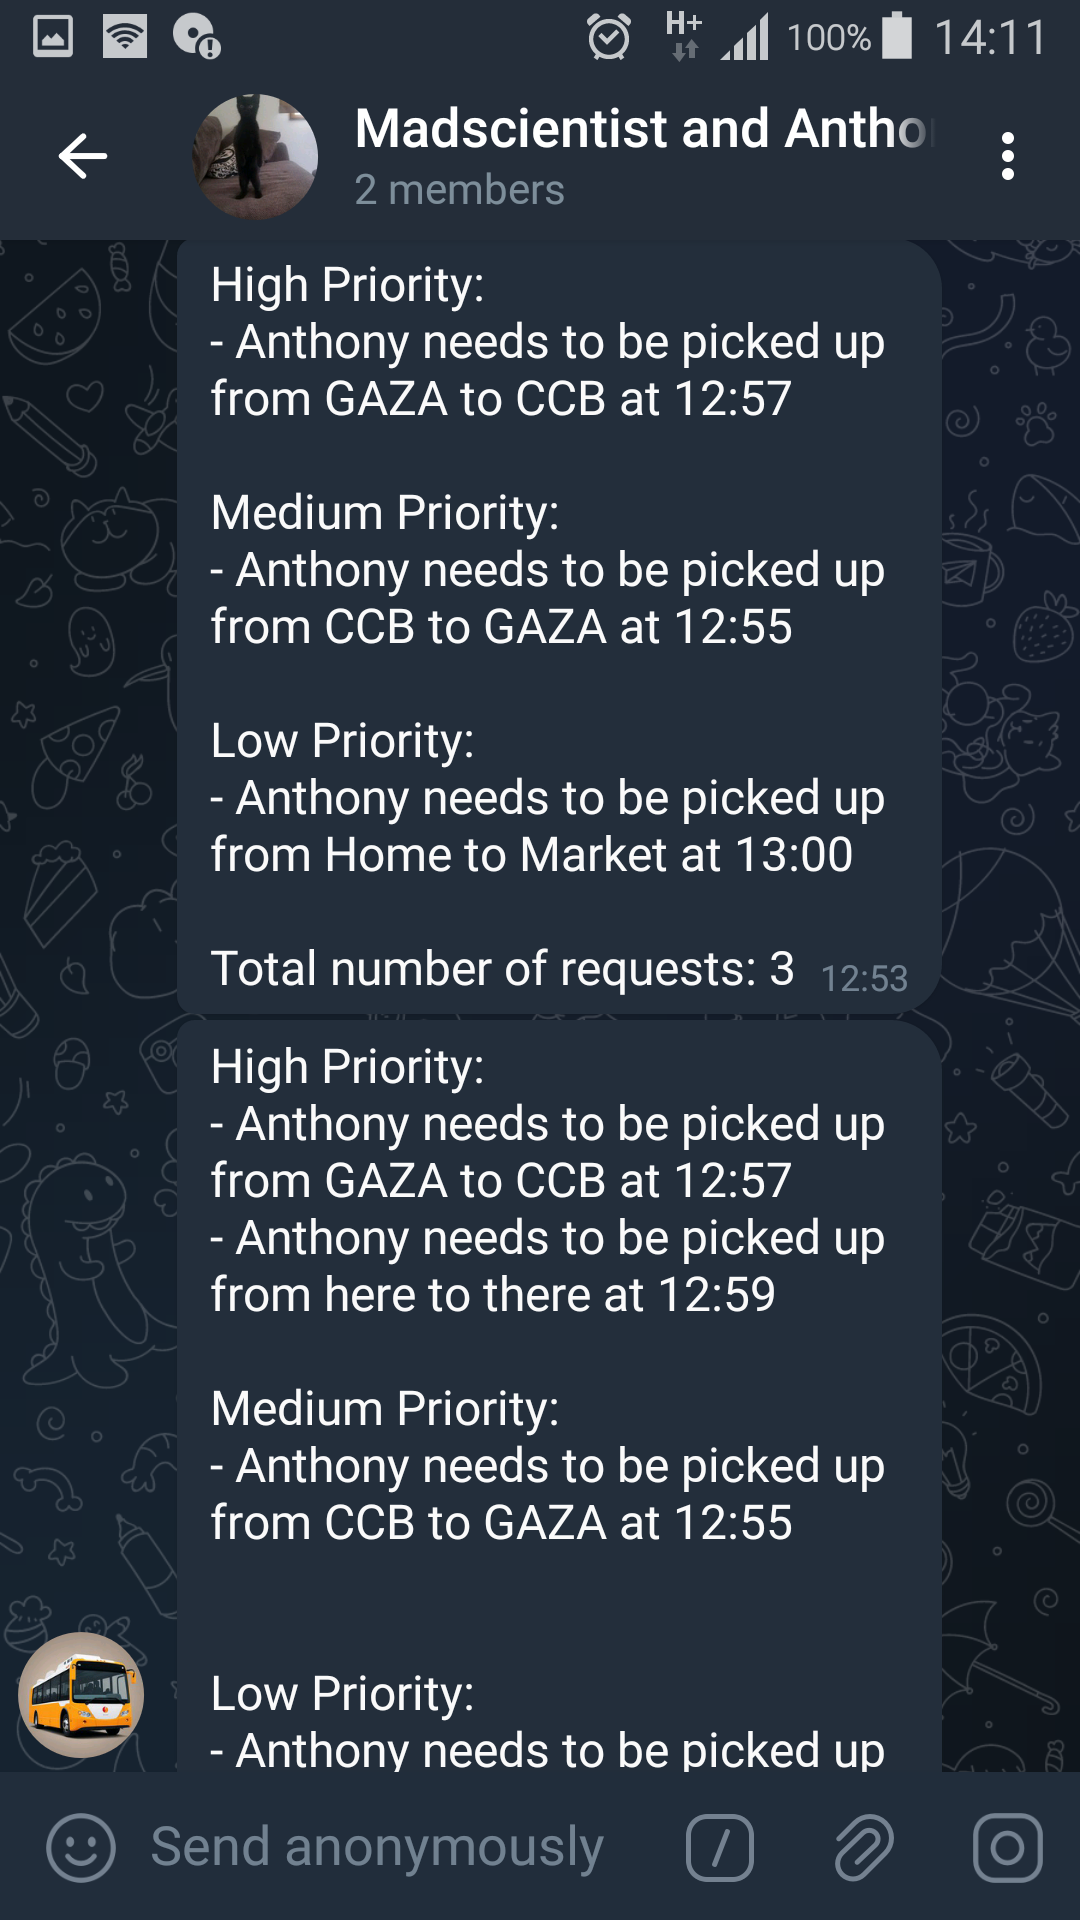 H+ 100% 14:11
Madscientist and Antho
2 members
High Priority:
- Anthony needs to be picked up
from GAZA to CCB at 12:57
Medium Priority:
- Anthony needs to be picked up
from CCB to GAZA at 12:55
Low Priority:
- Anthony needs to be picked up
from Home to Market at 13:00
Total number of requests: 3 12:53
High Priority:
- Anthony needs to be picked up
from GAZA to CCB at 12:57
- Anthony needs to be picked up
from here to there at 12:59
Medium Priority:
- Anthony needs to be picked up
from CCB to GAZA at 12:55
Low Priority:
- Anthony needs to be picked up
Send anonymously